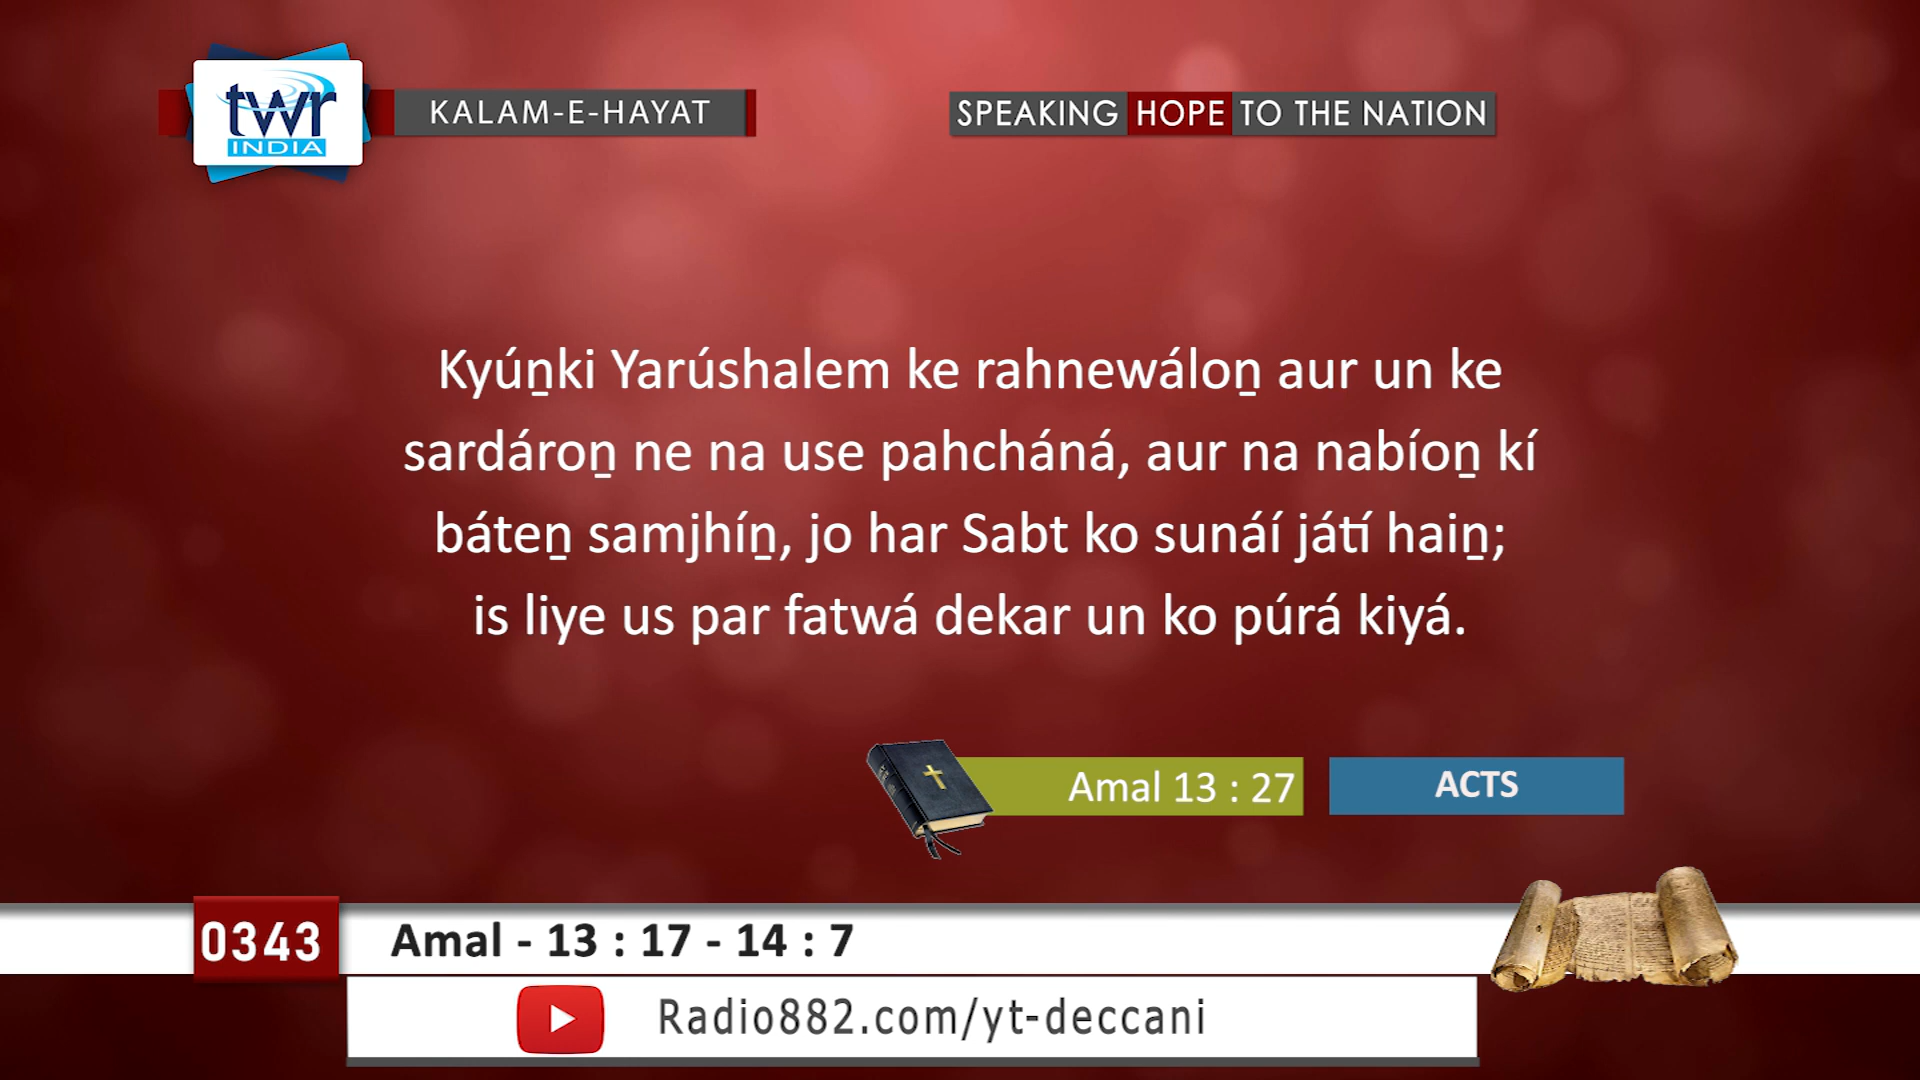 twr
INDIA
KALAM-E-HAYAT
SPEAKING HOPE TO THE NATION
Kyúṉki Yarúshalem ke rahnewáloṉ aur un ke
sardároṉ ne na use pahcháná, aur na nabíoṉ kí
báteṉ samjhíṉ, jo har Sabt ko sunáí játí haiṉ;
is liye us par fatwá dekar un ko púrá kiyá.
Amal 13 : 27
ACTS
0343
Amal - 13 : 17 - 14 : 7
Radio882.com/yt-deccani